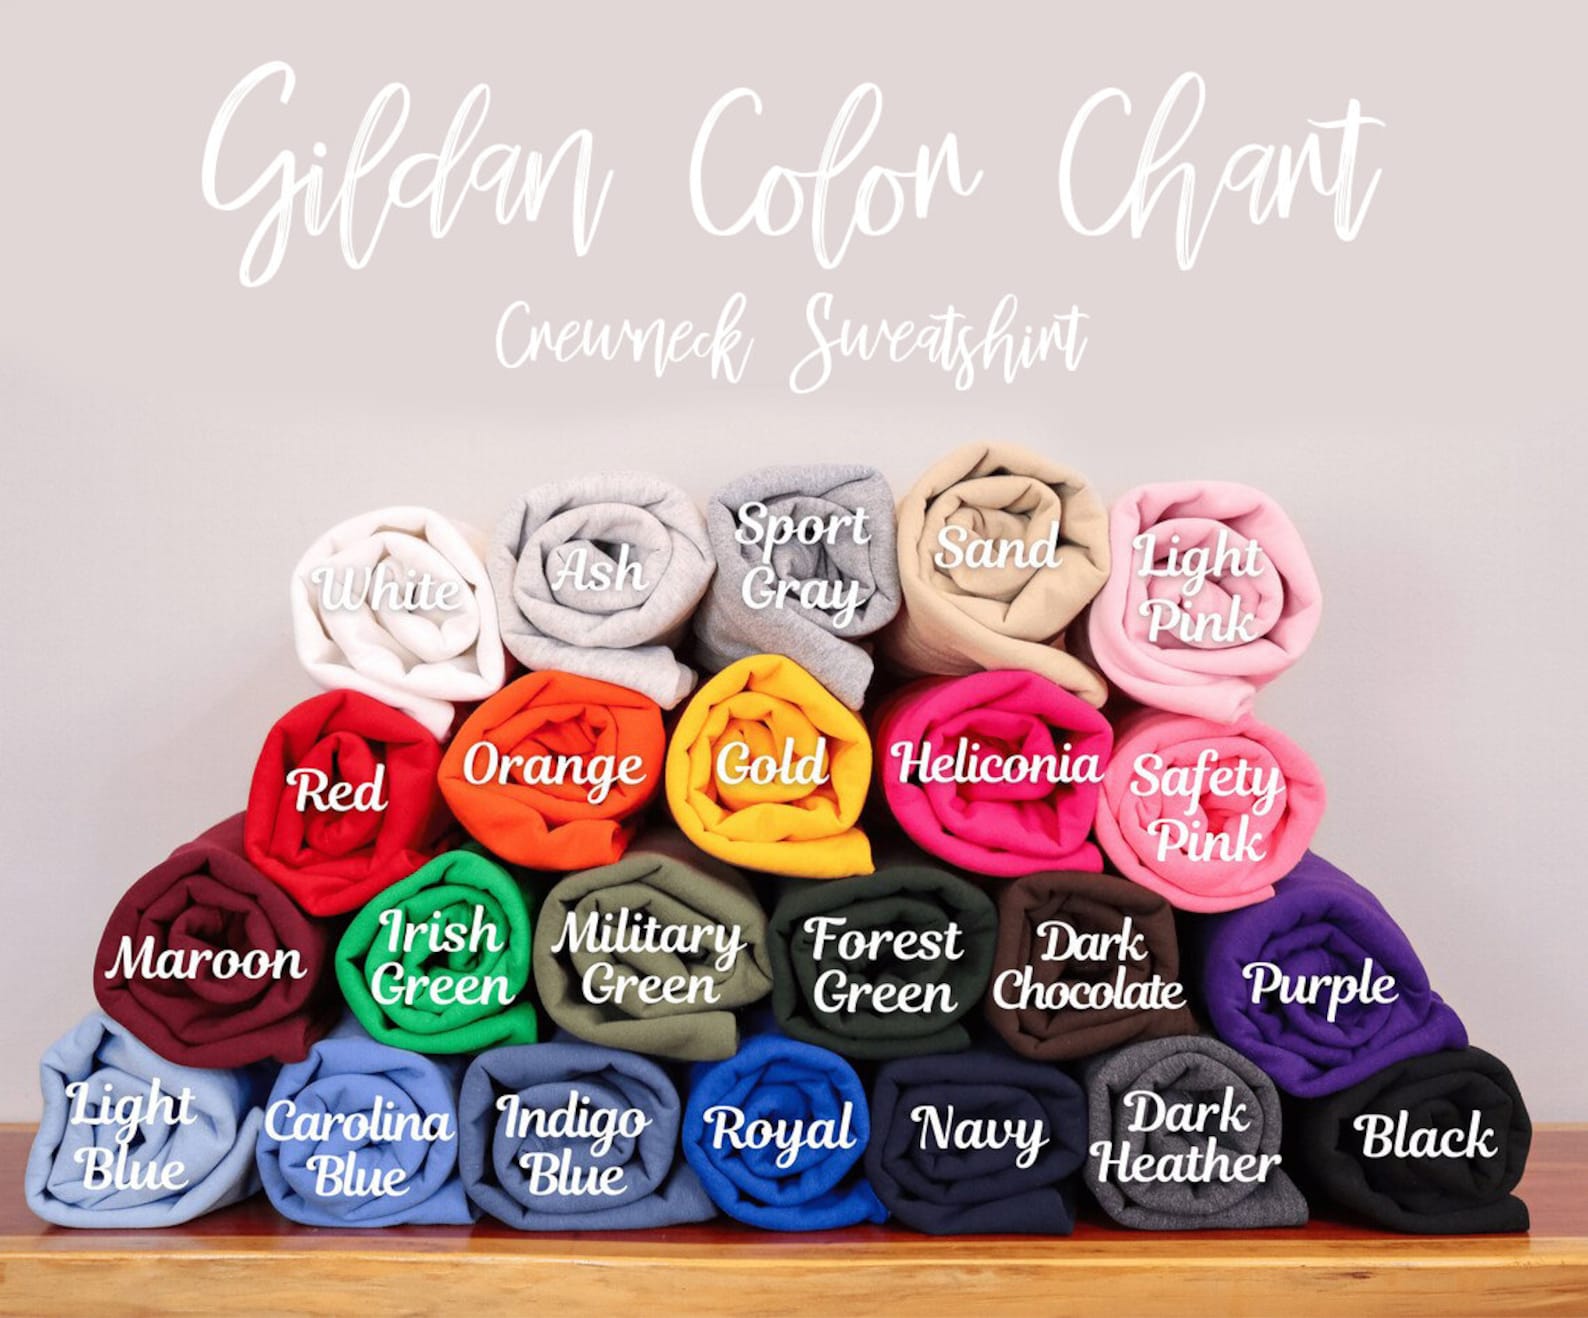 Gildan Color Chart
Crewneck Sweatshirt
White
Ash
Sport
Gray
Sand
Light
Pink
Red
Orange
Gold
Heliconia
Safety
Pink
Maroon
Irish
Green
Military
Green
Forest
Green
Dark
Chocolate
Purple
Light
Blue
Carolina
Blue
Indigo
Blue
Royal
Navy
Dark
Heather
Black